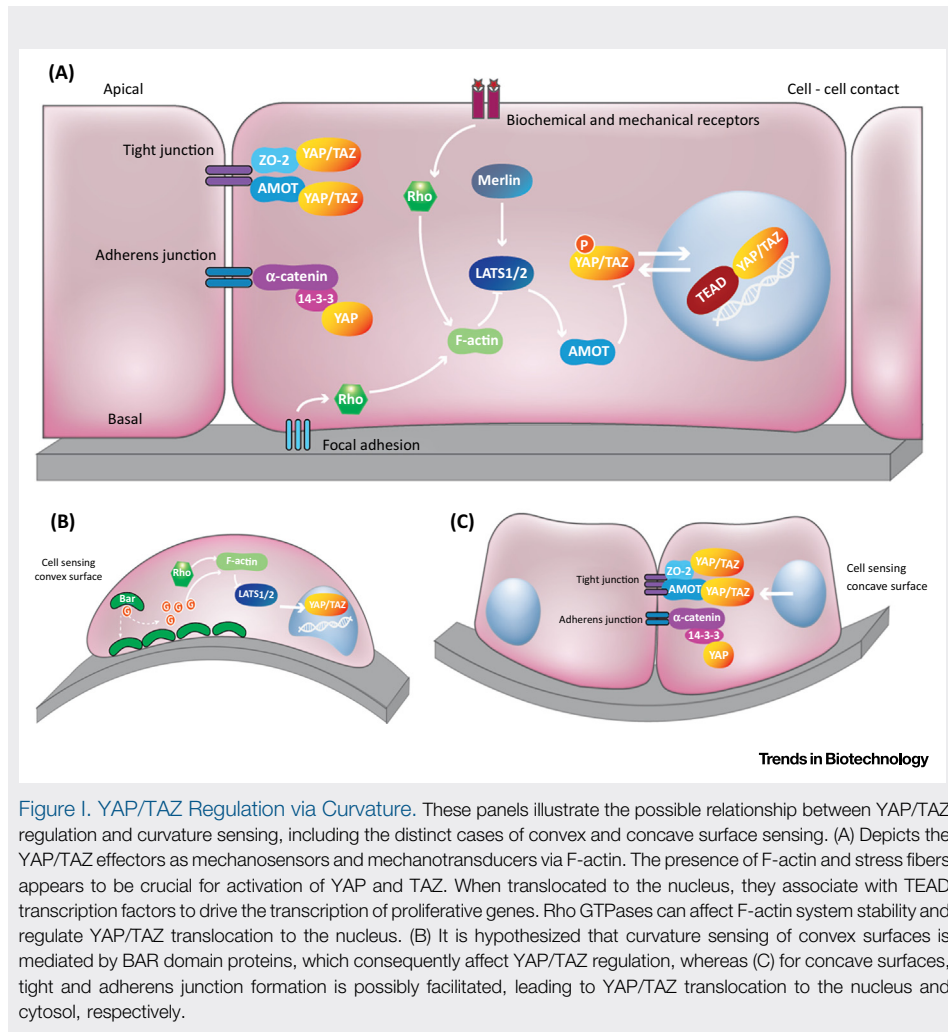 (A)
Apical
Cell - cell contact
Biochemical and mechanical receptors
Tight junction
ZO-2
YAP/TAZ
AMOT
YAP/TAZ
Rho
Merlin
P
YAP/TAZ
YAP/TAZ
TEAD
Adherens junction
α-catenin
14-3-3
YAP
LATS1/2
F-actin
AMOT
Rho
Basal
Focal adhesion
(B)
Cell sensing
convex surface
Bar
G
G G G
G
Rho
F-actin
LATS1/2
YAP/TAZ
(C)
Tight junction
ZO-2
YAP/TAZ
AMOT
YAP/TAZ
Adherens junction
α-catenin
14-3-3
YAP
Cell sensing
concave surface
Trends in Biotechnology
Figure I. YAP/TAZ Regulation via Curvature. These panels illustrate the possible relationship between YAP/TAZ
regulation and curvature sensing, including the distinct cases of convex and concave surface sensing. (A) Depicts the
YAP/TAZ effectors as mechanosensors and mechanotransducers via F-actin. The presence of F-actin and stress fibers
appears to be crucial for activation of YAP and TAZ. When translocated to the nucleus, they associate with TEAD
transcription factors to drive the transcription of proliferative genes. Rho GTPases can affect F-actin system stability and
regulate YAP/TAZ translocation to the nucleus. (B) It is hypothesized that curvature sensing of convex surfaces is
mediated by BAR domain proteins, which consequently affect YAP/TAZ regulation, whereas (C) for concave surfaces,
tight and adherens junction formation is possibly facilitated, leading to YAP/TAZ translocation to the nucleus and
cytosol, respectively.